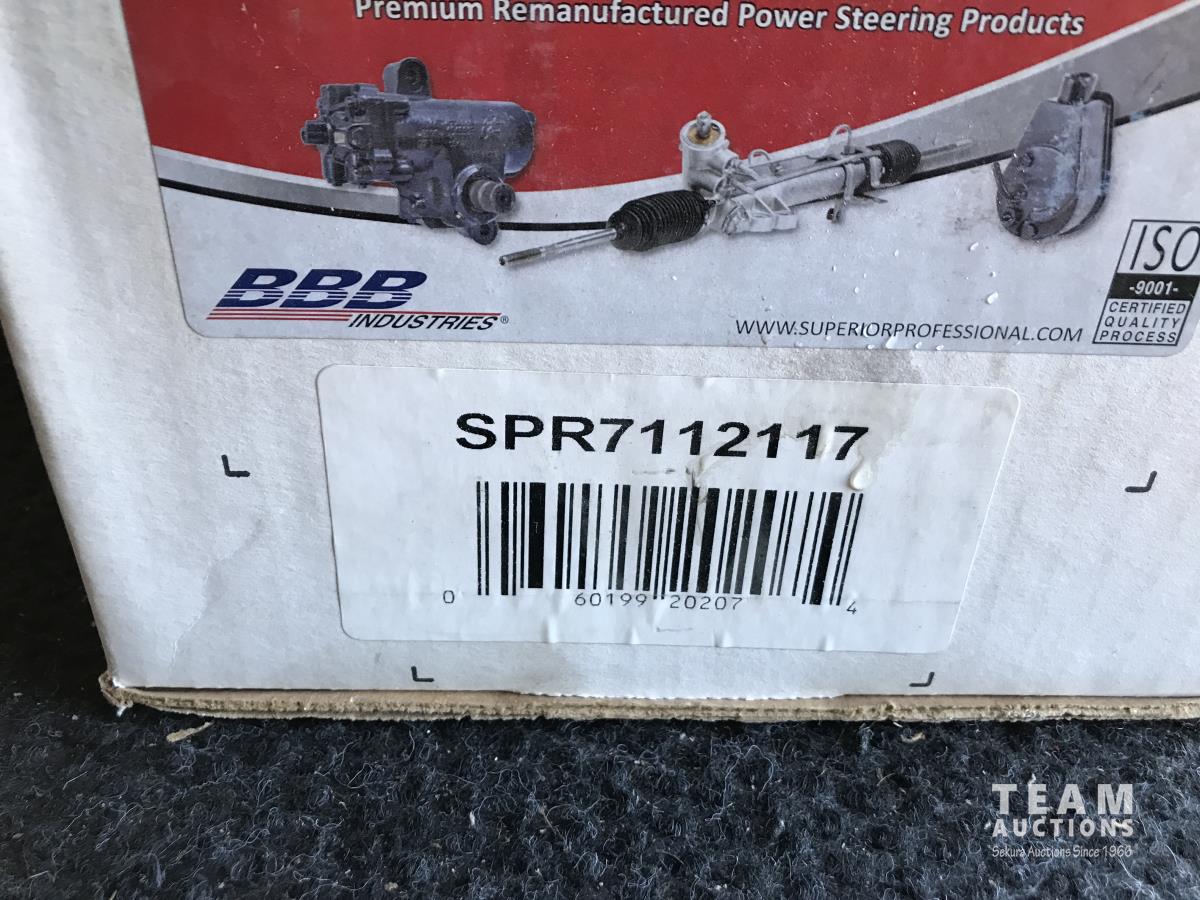 Premium Remanufactured Power Steering Products
BBB
INDUSTRIES®
WWW.SUPERIORPROFESSIONAL.COM
ISO
-9001-
CERTIFIED
QUALITY
PROCESS
SPR7112117
0 60199 20207 4
TEAM
AUCTIONS
Sekura Auctions Since 1966